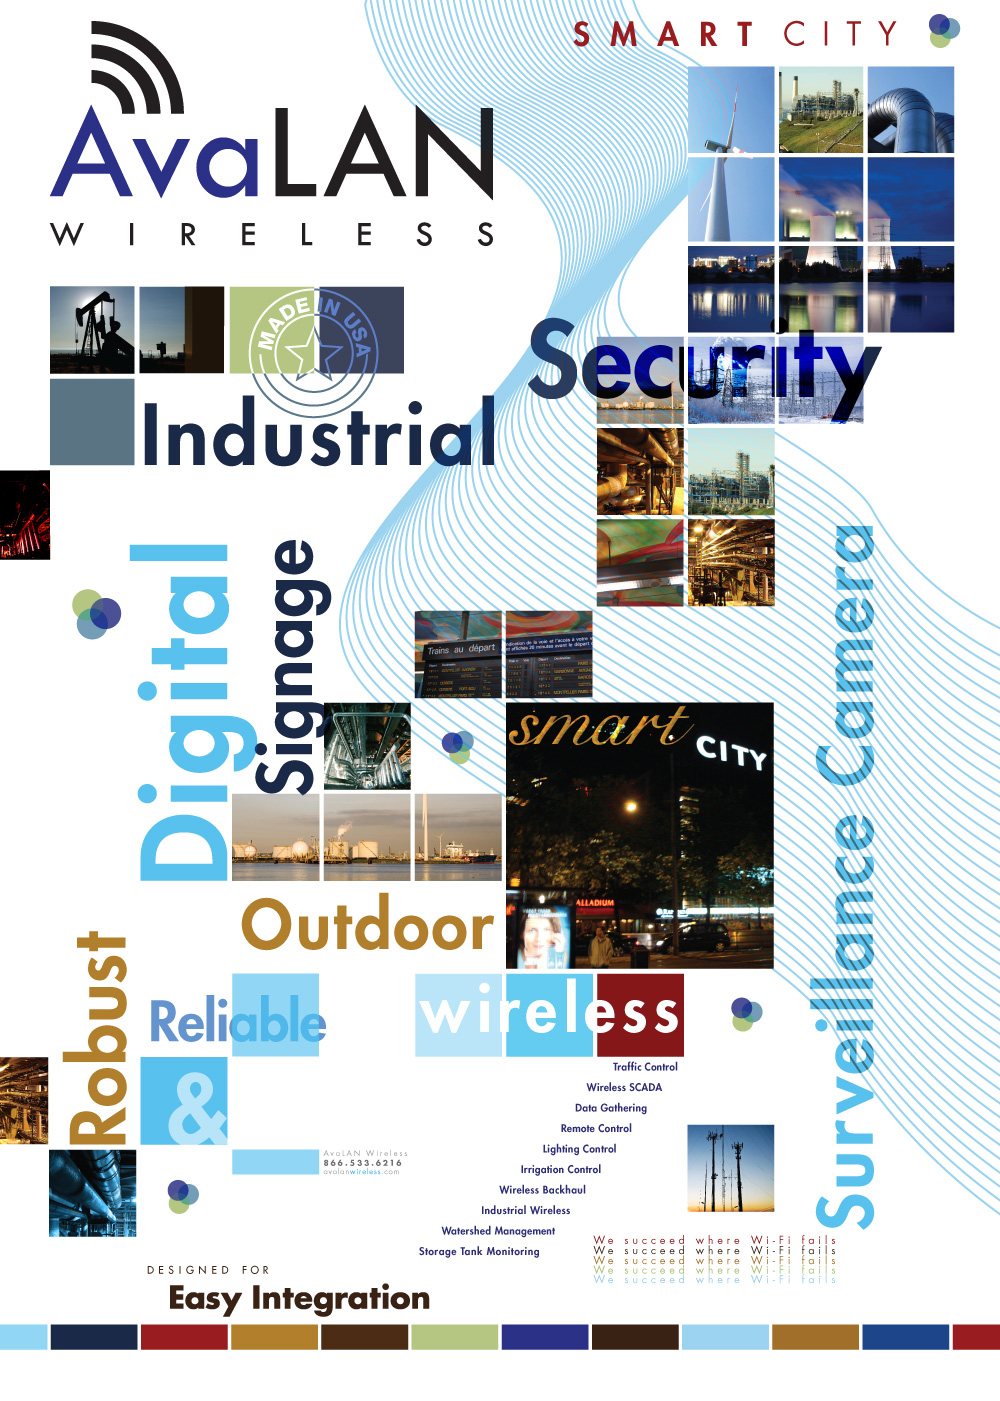 SMART CITY
AvaLAN
WIRELESS
MADE IN USA
Security
Industrial
Digital
Signage
Trains au départ
Surveillance Camera
smart
CITY
Outdoor
ALLADIUM
Robust
Reliable
&
wireless
Traffic Control
Wireless SCADA
Data Gathering
Remote Control
Lighting Control
Irrigation Control
Wireless Backhaul
Industrial Wireless
Watershed Management
Storage Tank Monitoring
AvaLAN Wireless
866.533.6216
avalanwireless.com
We succeed where Wi-Fi fails
We succeed where Wi-Fi fails
We succeed where Wi-Fi fails
We succeed where Wi-Fi fails
We succeed where Wi-Fi fails
DESIGNED FOR
Easy Integration